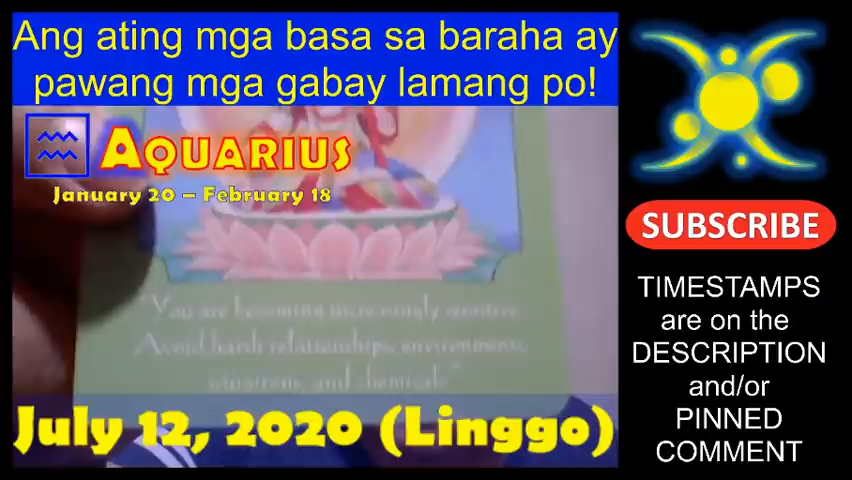 Ang ating mga basa sa baraha ay
pawang mga gabay lamang po!
AQUARIUS
January 20 – February 18
"You are becoming increasingly sensitive.
Avoid harsh relationships, environments,
situations, and chemicals."
July 12, 2020 (Linggo)
SUBSCRIBE
TIMESTAMPS
are on the
DESCRIPTION
and/or
PINNED
COMMENT